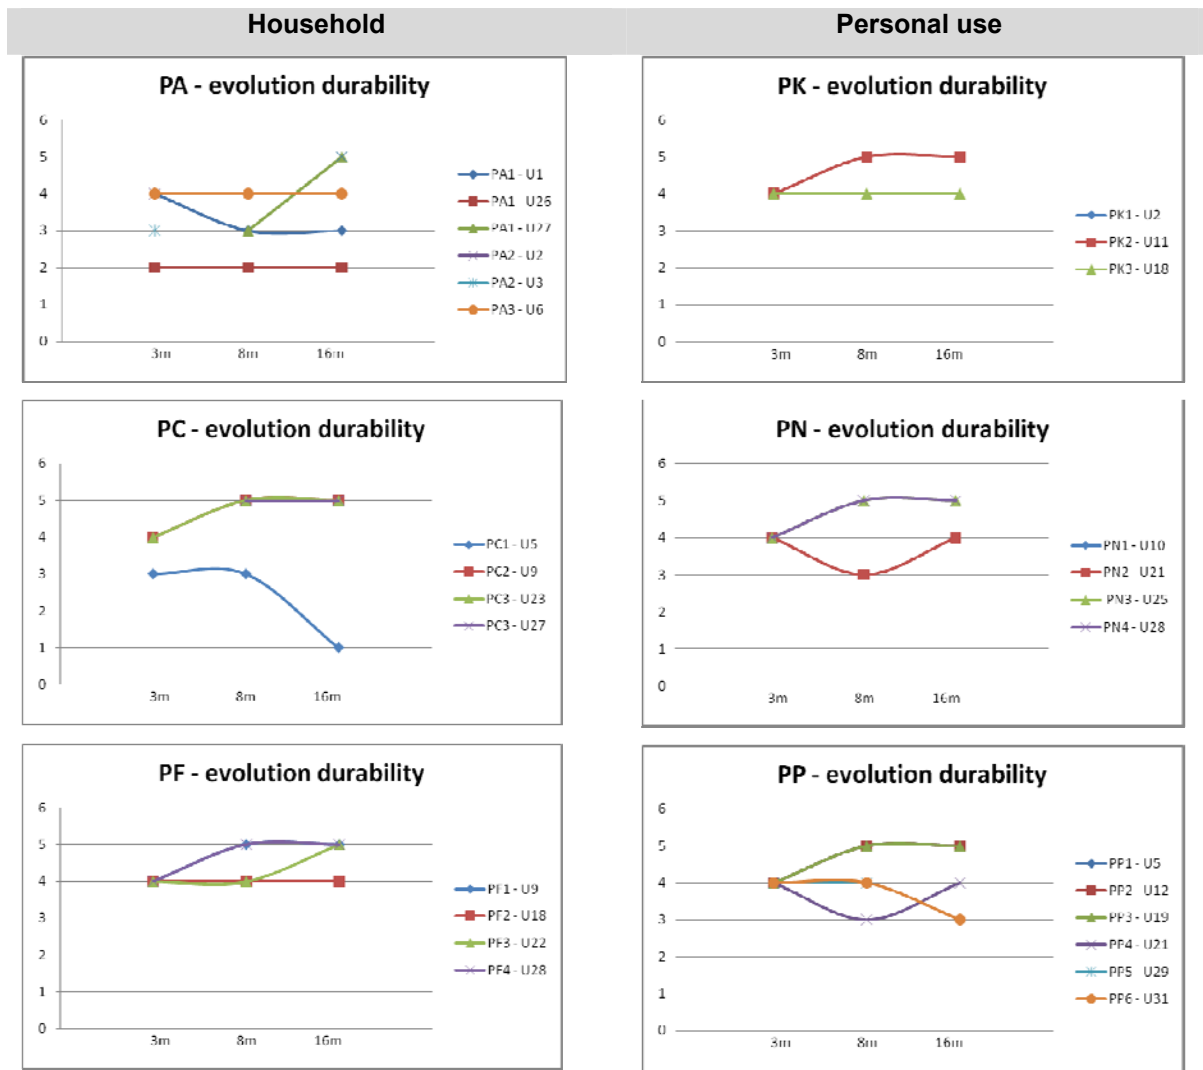 Household
Personal use
PA - evolution durability
6
5
4
3
2
1
0
3m 8m 16m
PA1 - U1
PA1 - U26
PA1 - U27
PA2 - U2
PA2 - U3
PA3 - U6
PK - evolution durability
6
5
4
3
2
1
0
3m 8m 16m
PK1 - U2
PK2 - U11
PK3 - U18
PC - evolution durability
6
5
4
3
2
1
0
3m 8m 16m
PC1 - U5
PC2 - U9
PC3 - U23
PC3 - U27
PN - evolution durability
6
5
4
3
2
1
0
3m 8m 16m
PN1 - U10
PN2 - U21
PN3 - U25
PN4 - U28
PF - evolution durability
6
5
4
3
2
1
0
3m 8m 16m
PF1 - U9
PF2 - U18
PF3 - U22
PF4 - U28
PP - evolution durability
6
5
4
3
2
1
0
3m 8m 16m
PP1 - U5
PP2 - U12
PP3 - U19
PP4 - U21
PP5 - U29
PP6 - U31